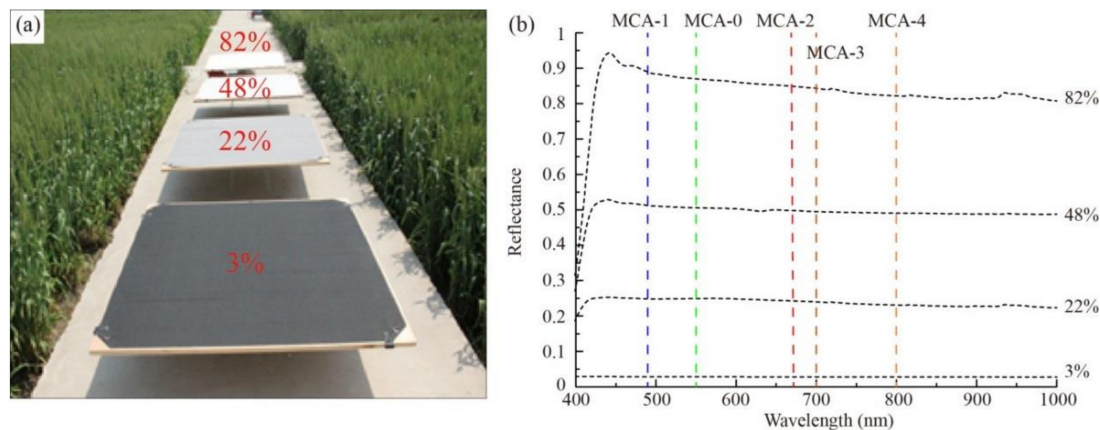 (a)
82%
48%
22%
3%
(b)
MCA-1 MCA-0 MCA-2 MCA-4
MCA-3
1
0.9
0.8
0.7
0.6
0.5
0.4
0.3
0.2
0.1
0
Reflectance
82%
48%
22%
3%
400 500 600 700 800 900 1000
Wavelength (nm)